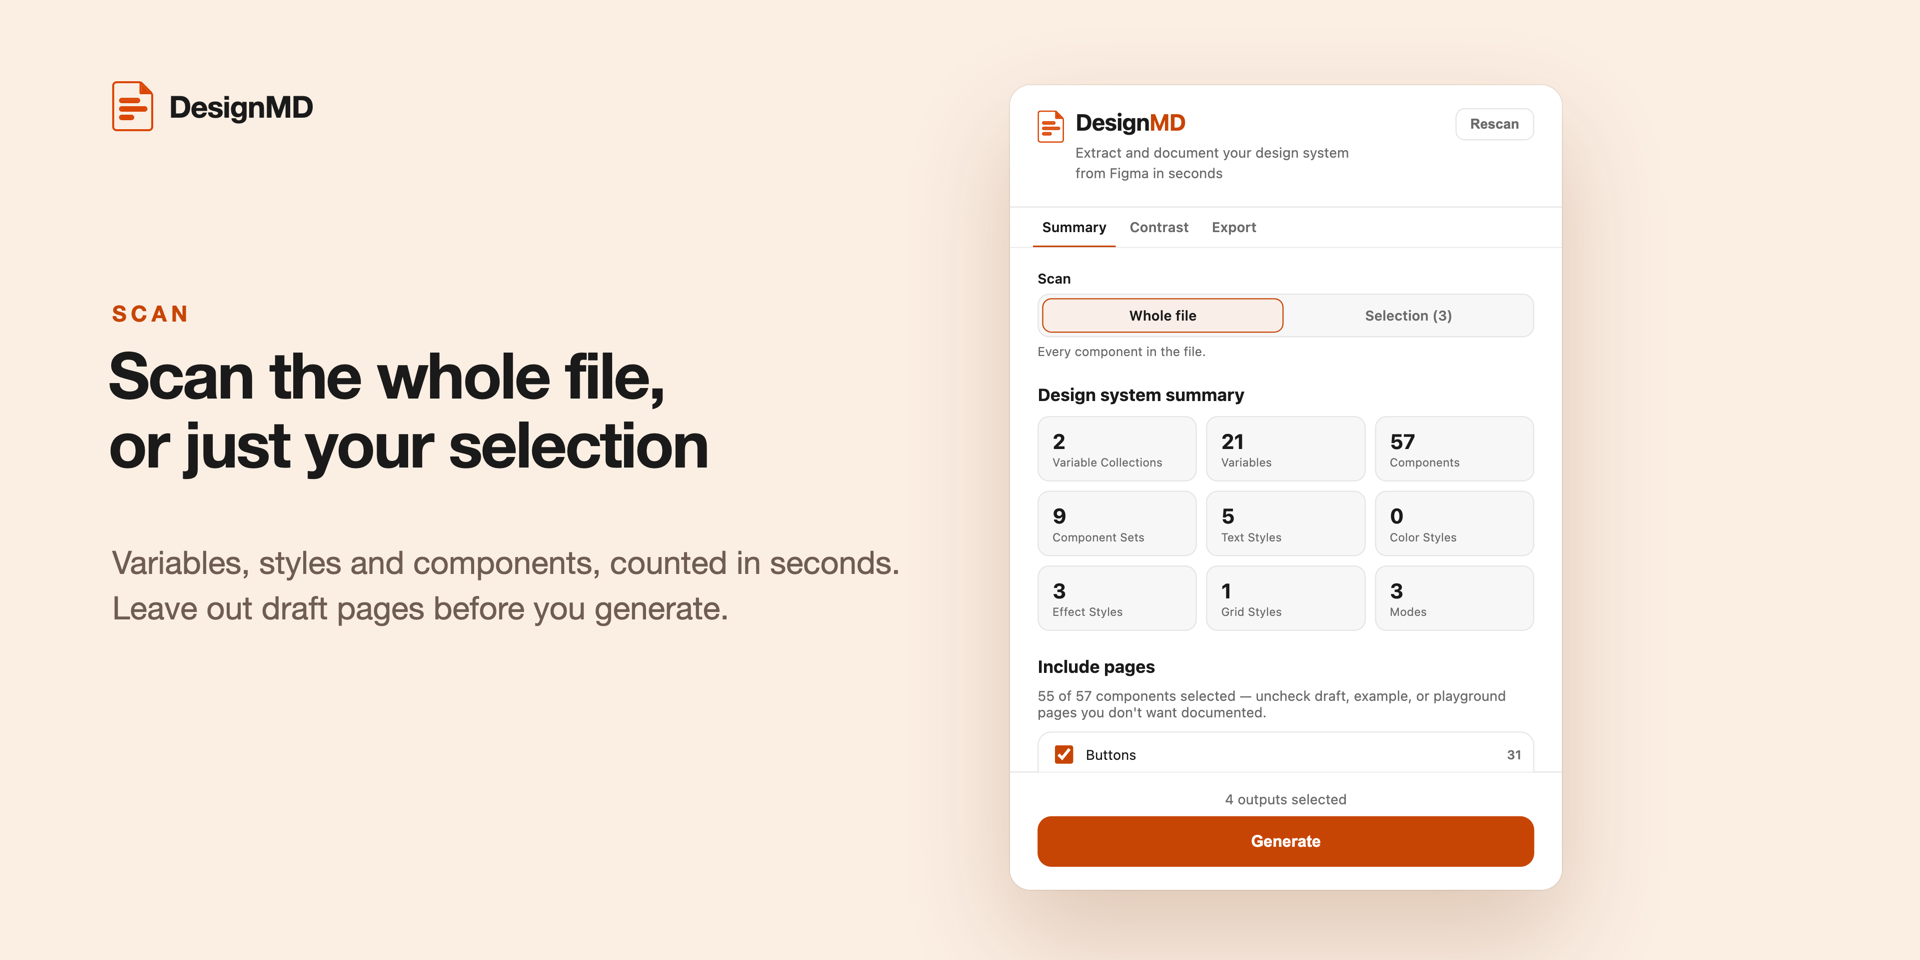 DesignMD
SCAN
Scan the whole file,
or just your selection
Variables, styles and components, counted in seconds.
Leave out draft pages before you generate.
DesignMD
Rescan
Extract and document your design system
from Figma in seconds
Summary
Contrast
Export
Scan
Whole file
Selection (3)
Every component in the file.
Design system summary
2
Variable Collections
21
Variables
57
Components
9
Component Sets
5
Text Styles
0
Color Styles
3
Effect Styles
1
Grid Styles
3
Modes
Include pages
55 of 57 components selected — uncheck draft, example, or playground
pages you don't want documented.
Buttons
31
4 outputs selected
Generate